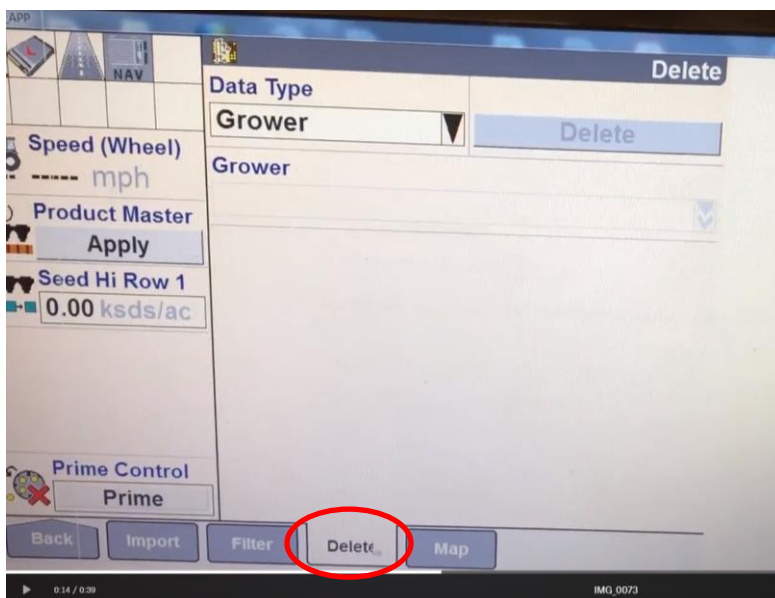 APP
NAV
Delete
Data Type
Grower
Delete
Grower
Speed (Wheel)
----- mph
Product Master
Apply
Seed Hi Row 1
0.00 ksds/ac
Prime Control
Prime
Back
Import
Filter
Delete
Map
0:14 / 0:39
IMG_0073